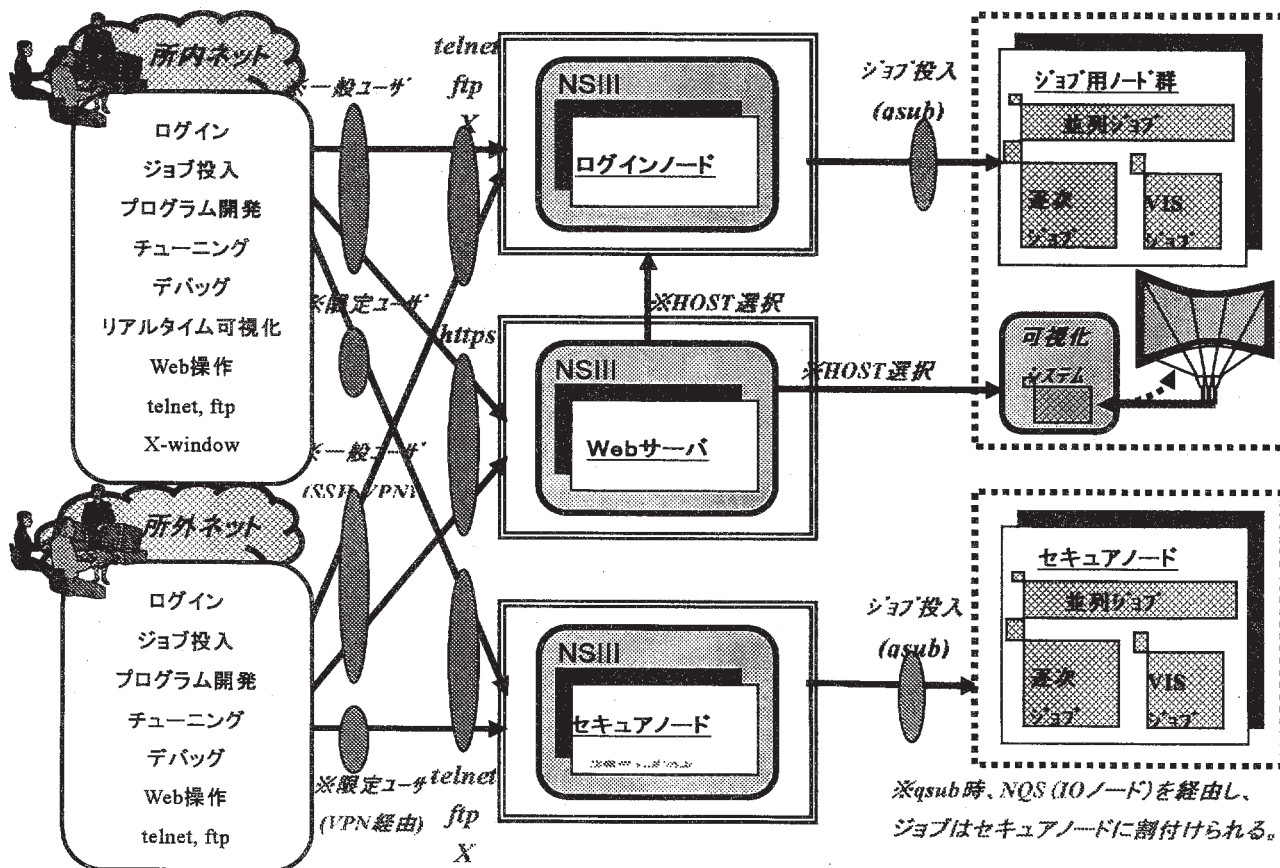 所内ネット
ログイン
ジョブ投入
プログラム開発
チューニング
デバッグ
リアルタイム可視化
Web操作
telnet, ftp
X-window
所外ネット
ログイン
ジョブ投入
プログラム開発
チューニング
デバッグ
Web操作
telnet, ftp
※一般ユーザ
※限定ユーザ
※一般ユーザ
(SSH, VPN)
※限定ユーザ
(VPN経由)
telnet
ftp
X
https
telnet
ftp
X
NSIII
ログインノード
※HOST選択
NSIII
Webサーバ
※HOST選択
NSIII
セキュアノード
ジョブ投入
(qsub)
ジョブ投入
(qsub)
ジョブ用ノード群
並列ジョブ
逐次
ジョブ
VIS
ジョブ
可視化
システム
セキュアノード
並列ジョブ
逐次
ジョブ
VIS
ジョブ
※qsub時、NQS(IOノード)を経由し、
ジョブはセキュアノードに割付けられる。